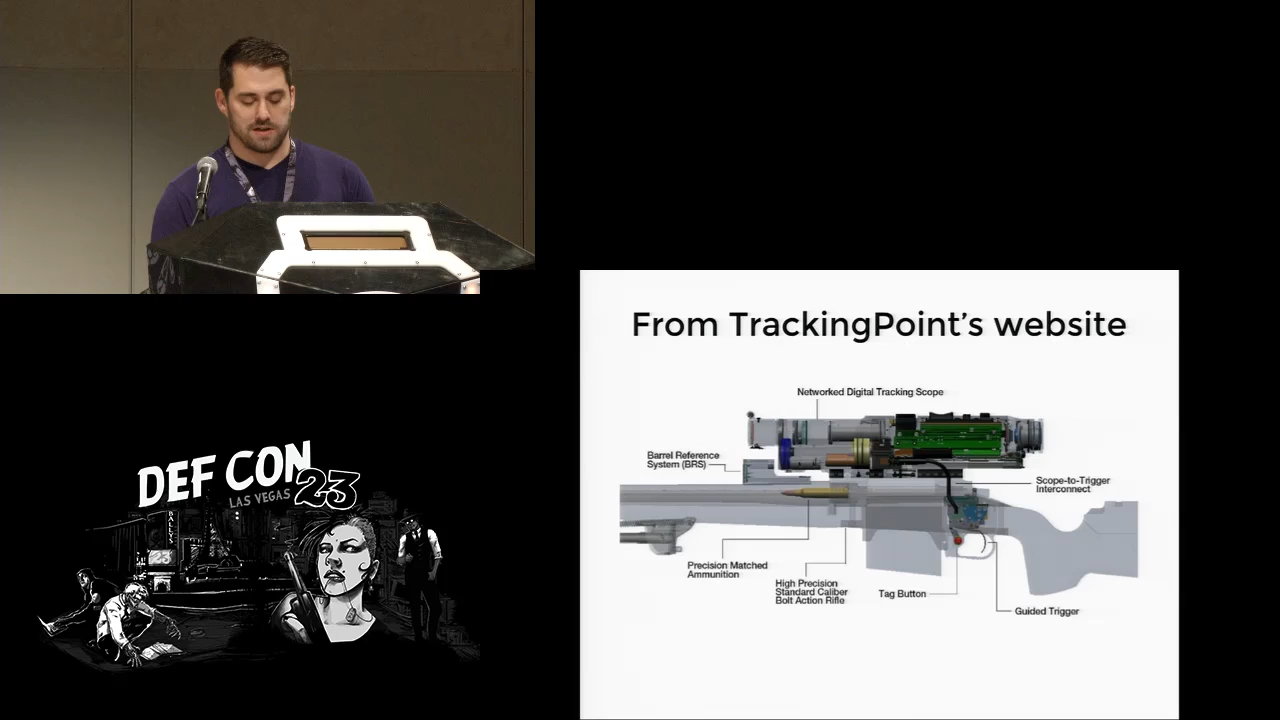 DEF CON 23
LAS VEGAS
BALLYS
From TrackingPoint's website
Networked Digital Tracking Scope
Barrel Reference
System (BRS)
Scope-to-Trigger
Interconnect
Precision Matched
Ammunition
High Precision
Standard Caliber
Bolt Action Rifle
Tag Button
Guided Trigger